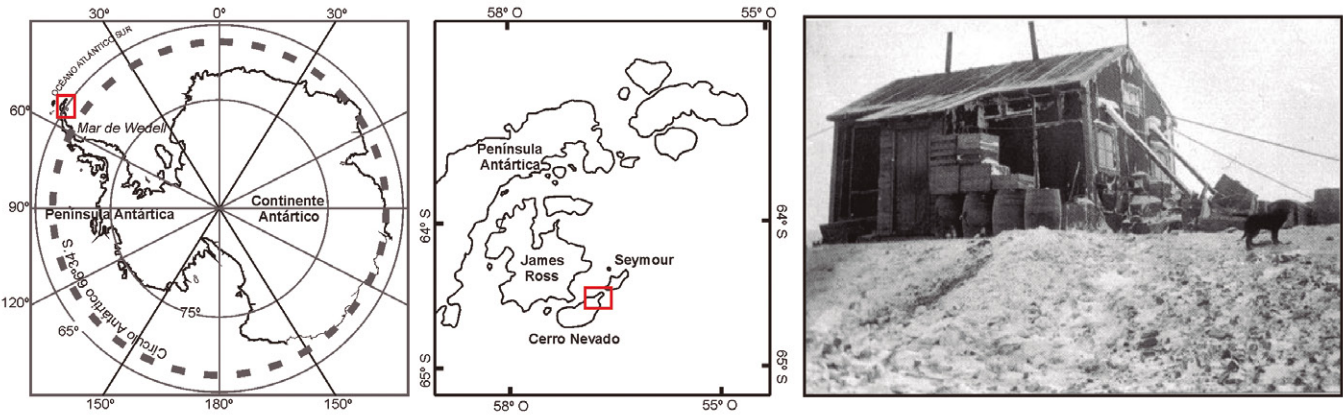 30°
0°
30°
OCÉANO ATLÁNTICO SUR
60°
Mar de Wedell
90°
Península Antártica
Continente
Antártico
120°
65°
75°
Círculo Antártico 66°34´S
150°
180°
150°
58° O
55° O
Península
Antártica
64° S
64° S
James
Ross
Seymour
Cerro Nevado
65° S
65° S
58° O
55° O